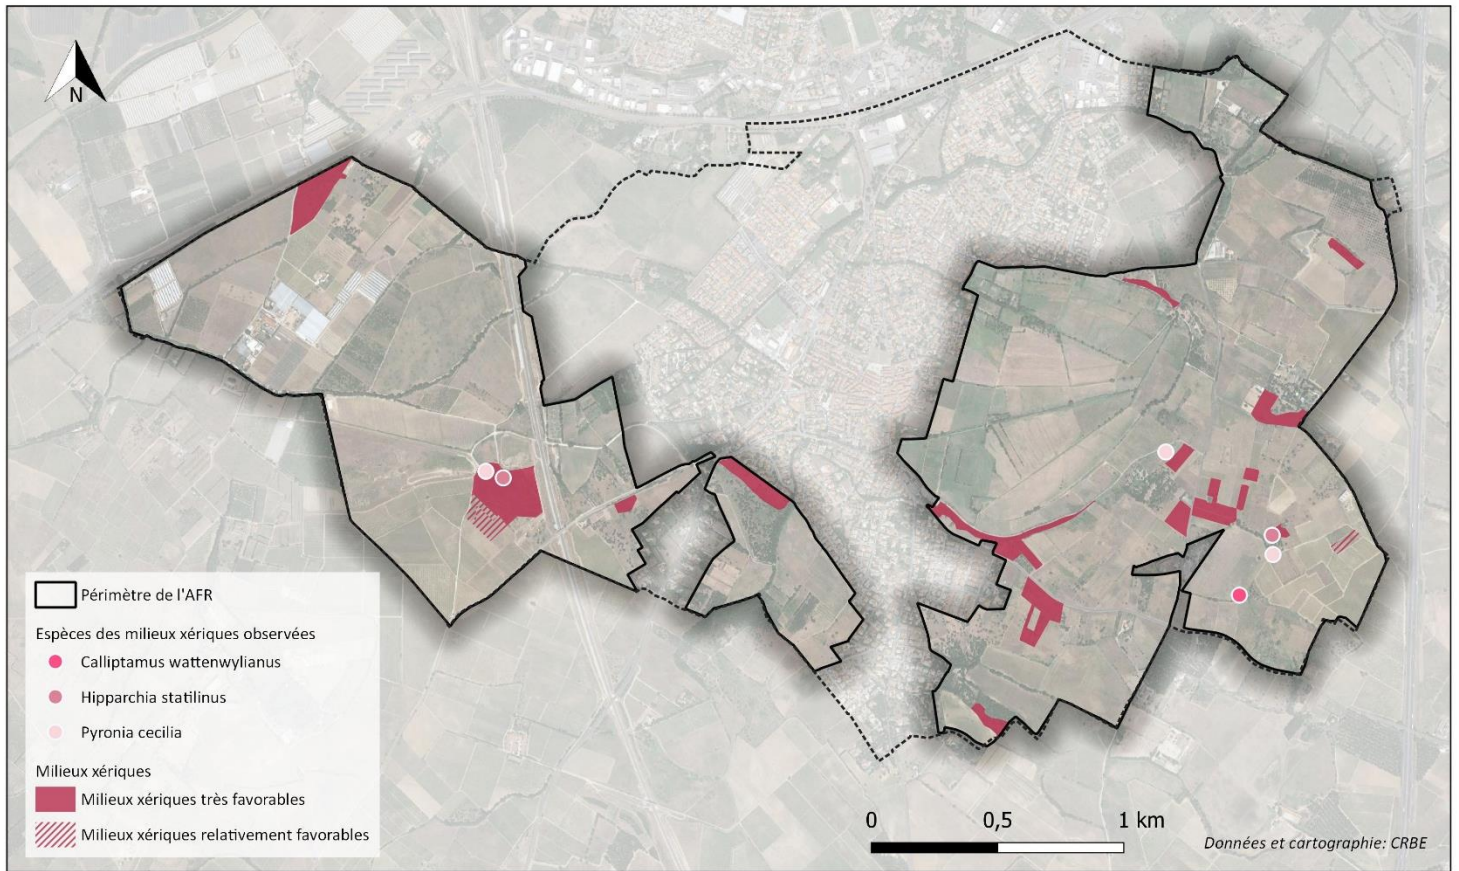 N
Périmètre de l'AFR
Espèces des milieux xériques observées
Calliptamus wattenwylianus
Hipparchia statilinus
Pyronia cecilia
Milieux xériques
Milieux xériques très favorables
Milieux xériques relativement favorables
0 0,5 1 km
Données et cartographie: CRBE